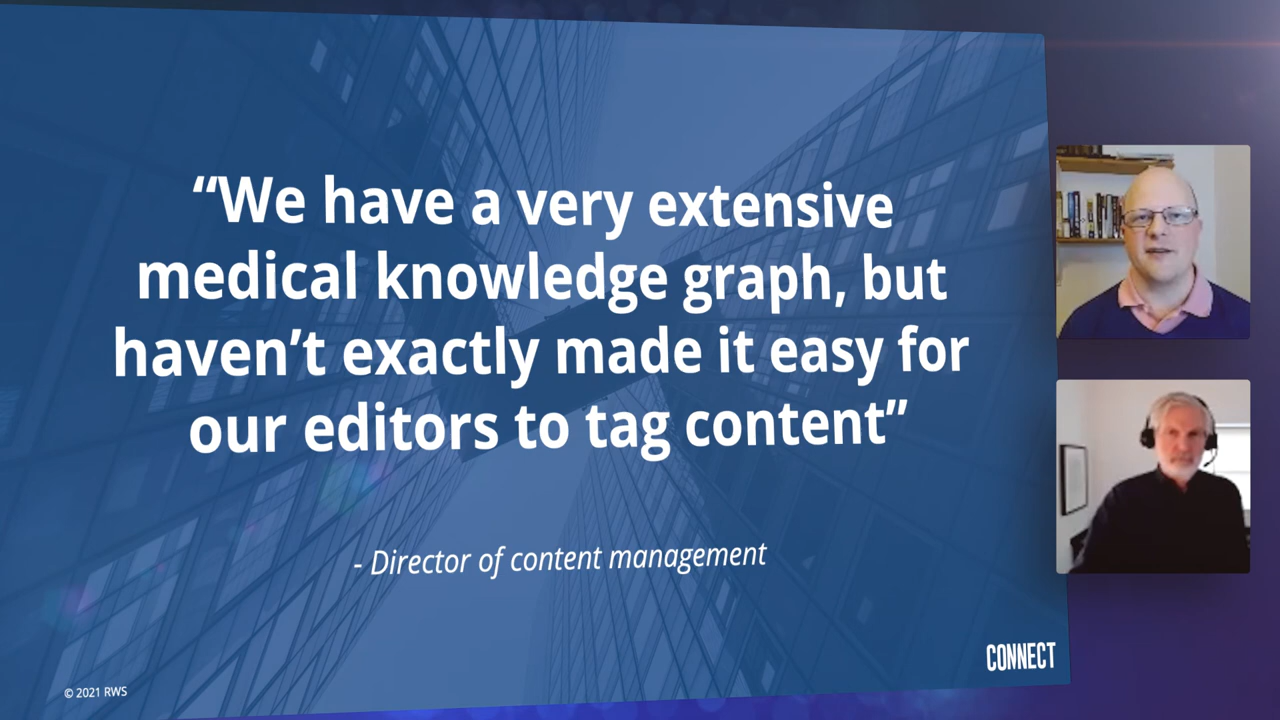 “We have a very extensive
medical knowledge graph, but
haven’t exactly made it easy for
our editors to tag content”
- Director of content management
CONNECT
© 2021 RWS